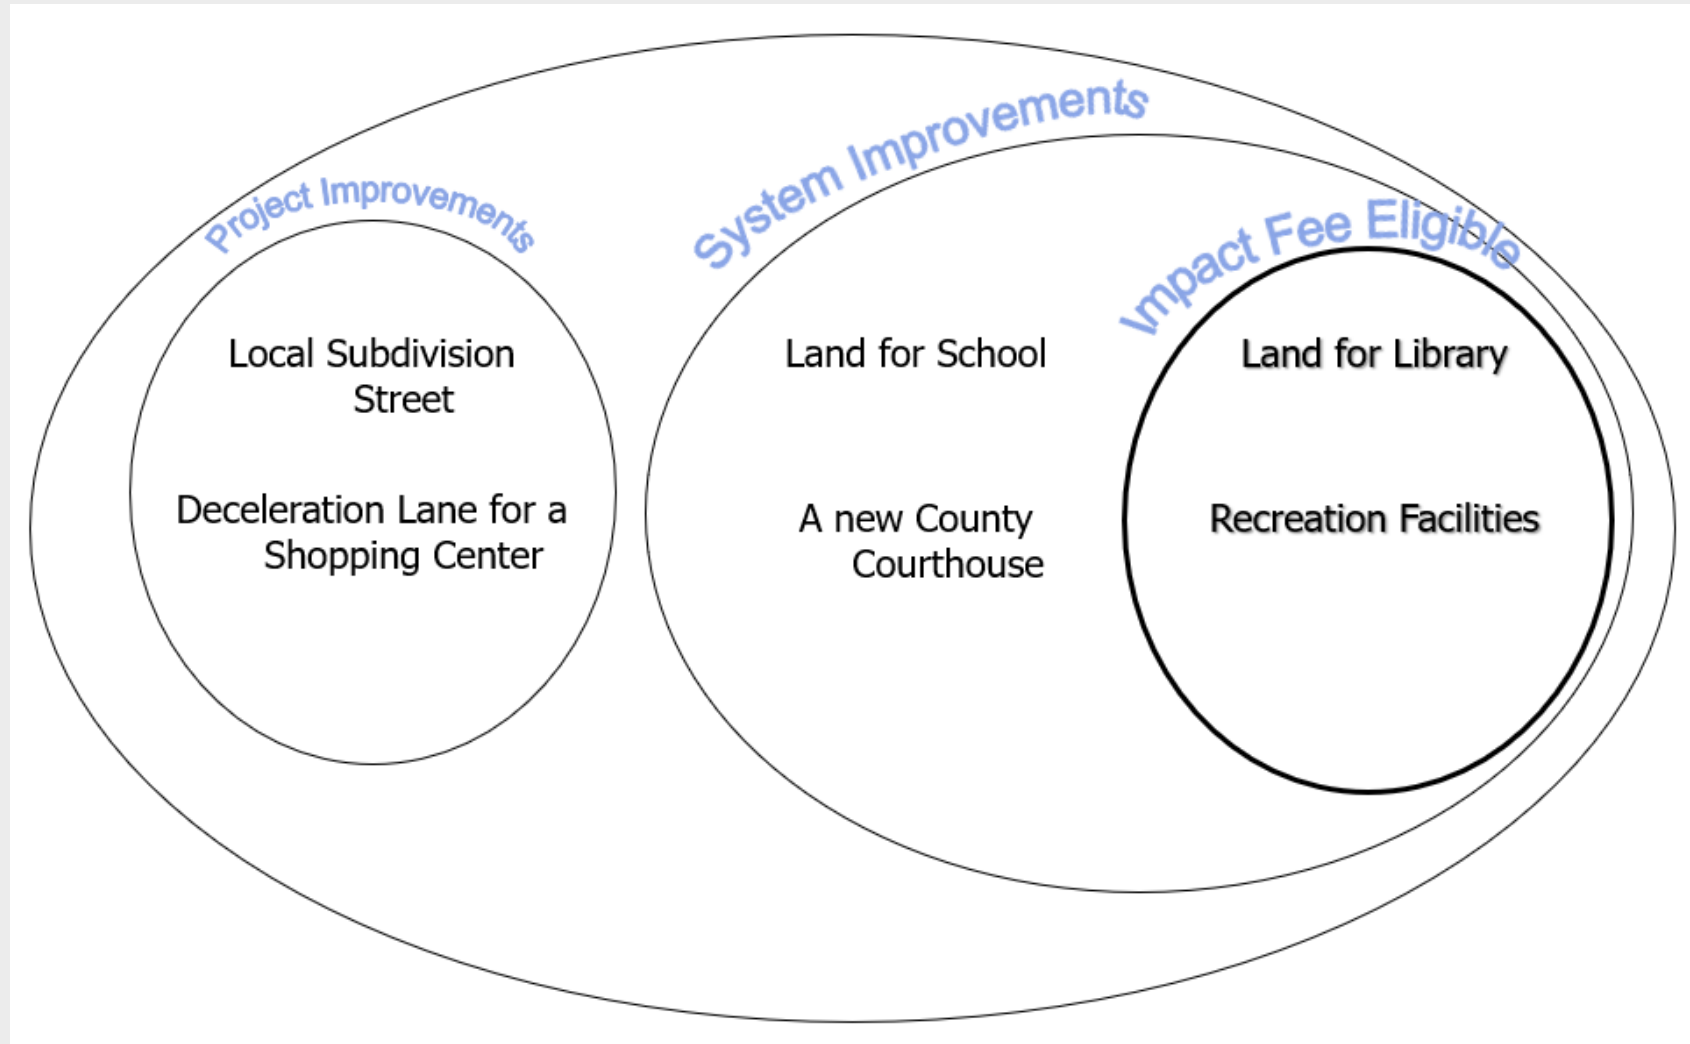 System Improvements
Project Improvements
Impact Fee Eligible
Local Subdivision
Street
Deceleration Lane for a
Shopping Center
Land for School
A new County
Courthouse
Land for Library
Recreation Facilities